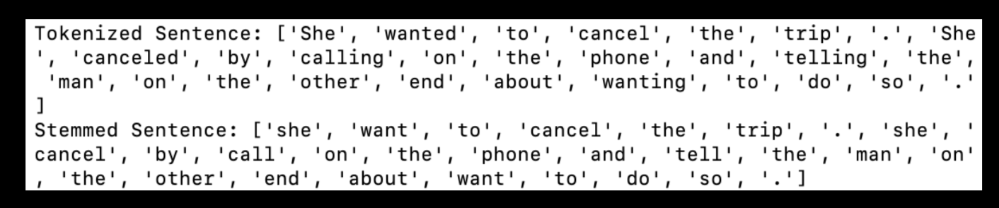 Tokenized Sentence: ['She', 'wanted', 'to', 'cancel', 'the', 'trip', '.', 'She
', 'canceled', 'by', 'calling', 'on', 'the', 'phone', 'and', 'telling', 'the',
 'man', 'on', 'the', 'other', 'end', 'about', 'wanting', 'to', 'do', 'so', '.'
]
Stemmed Sentence: ['she', 'want', 'to', 'cancel', 'the', 'trip', '.', 'she', '
cancel', 'by', 'call', 'on', 'the', 'phone', 'and', 'tell', 'the', 'man', 'on'
, 'the', 'other', 'end', 'about', 'want', 'to', 'do', 'so', '.']